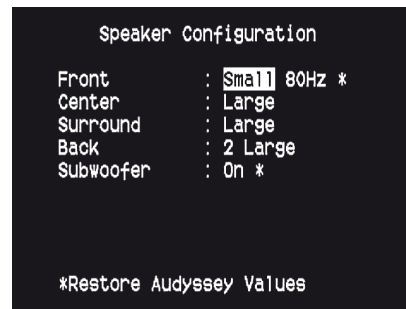 Speaker Configuration
Front : Small 80Hz *
Center : Large
Surround : Large
Back : 2 Large
Subwoofer : On *
*Restore Audyssey Values